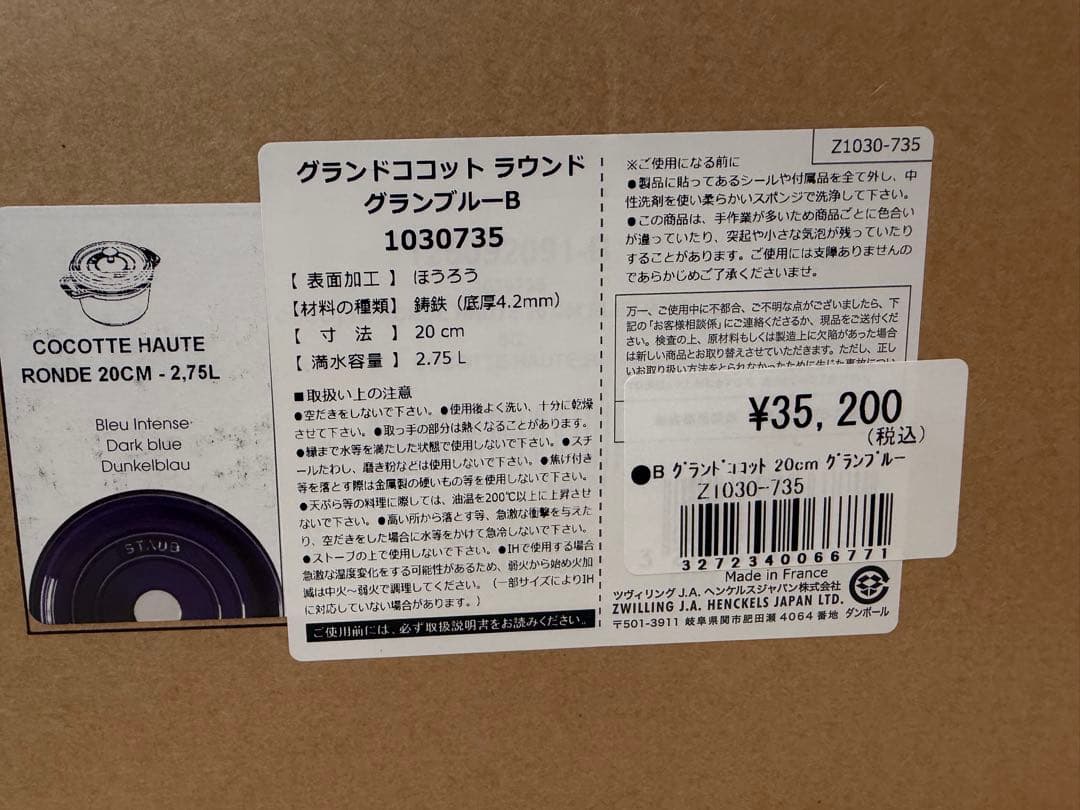 COCOTTE HAUTE
RONDE 20CM - 2,75L
Bleu Intense
Dark blue
Dunkelblau
STAUB
グランドココット ラウンド
グランブルーB
1030735
【 表面加工 】 ほうろう
【材料の種類】 鋳鉄（底厚4.2mm）
【 寸 法 】 20 cm
【 満水容量 】 2.75 L
■取扱い上の注意
●空だきをしないで下さい。●使用後よく洗い、十分に乾燥
させて下さい。●取っ手の部分は熱くなることがあります。
●縁まで水等を満たした状態で使用しないで下さい。●スチ
ールたわし、磨き粉などは使用しないで下さい。●焦げ付き
等を落とす際は金属製の硬いもの等を使用しないで下さい。
●天ぷら等の料理に際しては、油温を200℃以上に上昇させ
ないで下さい。●高い所から落とす等、急激な衝撃を与えた
り、空だきをした場合に水等をかけて急冷しないで下さい。
●ストーブの上で使用しないで下さい。●IHで使用する場合
急激な温度変化をする可能性があるため、弱火から始め火加
減は中火～弱火で調理してください。（一部サイズによりIH
に対応していない場合があります。）
ご使用前には、必ず取扱説明書をお読みください。
Z1030-735
※ご使用になる前に
●製品に貼ってあるシールや付属品を全て外し、中
性洗剤を使い柔らかいスポンジで洗浄して下さい。
●この商品は、手作業が多いため商品ごとに色合い
が違っていたり、突起や小さな気泡が残っていたり
することがあります。ご使用には支障ありませんの
であらかじめご了承くださいませ。
万一、ご使用中に不都合、ご不明な点がございましたら、下
記の「お客様相談係」にご連絡くださるか、現品をご送付くださ
い。検査の上、原材料もしくは製造上に欠陥があった場合
は新しい商品とお取り替えさせていただきます。ただし、正し
いお取り扱い方法をとられなかったために生じた事故につい
¥35,200
（税込）
●B グランドココット 20cm グランブルー
Z1030-735
3272340066771
Made in France
ツヴィリング J.A. ヘンケルスジャパン株式会社
ZWILLING J.A. HENCKELS JAPAN LTD.
〒501-3911 岐阜県関市肥田瀬 4064 番地
ダンボール